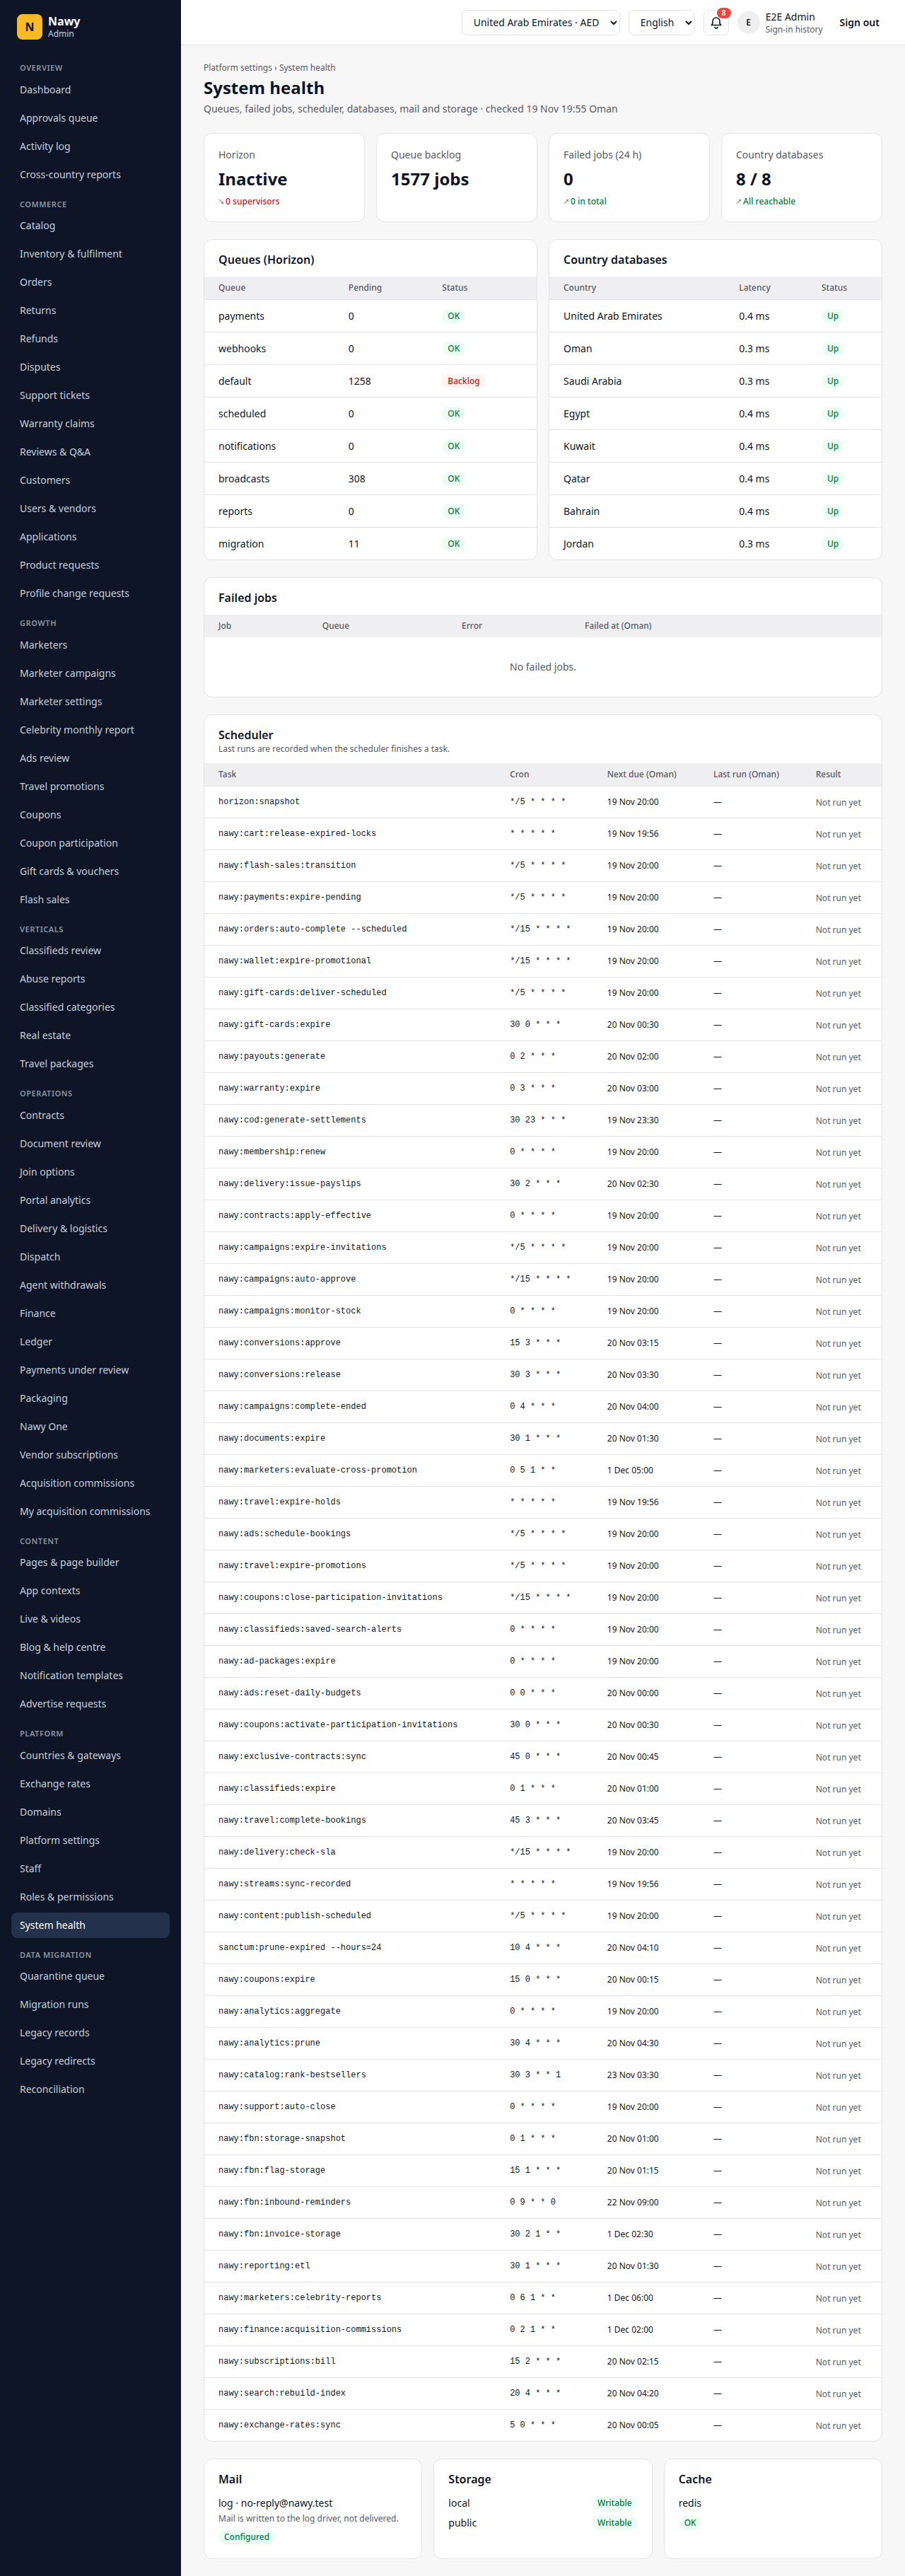 N
Nawy
Admin
OVERVIEW
Dashboard
Approvals queue
Activity log
Cross-country reports
COMMERCE
Catalog
Inventory & fulfilment
Orders
Returns
Refunds
Disputes
Support tickets
Warranty claims
Reviews & Q&A
Customers
Users & vendors
Applications
Product requests
Profile change requests
GROWTH
Marketers
Marketer campaigns
Marketer settings
Celebrity monthly report
Ads review
Travel promotions
Coupons
Coupon participation
Gift cards & vouchers
Flash sales
VERTICALS
Classifieds review
Abuse reports
Classified categories
Real estate
Travel packages
OPERATIONS
Contracts
Document review
Join options
Portal analytics
Delivery & logistics
Dispatch
Agent withdrawals
Finance
Ledger
Payments under review
Packaging
Nawy One
Vendor subscriptions
Acquisition commissions
My acquisition commissions
CONTENT
Pages & page builder
App contexts
Live & videos
Blog & help centre
Notification templates
Advertise requests
PLATFORM
Countries & gateways
Exchange rates
Domains
Platform settings
Staff
Roles & permissions
System health
DATA MIGRATION
Quarantine queue
Migration runs
Legacy records
Legacy redirects
Reconciliation
United Arab Emirates · AED
English
8
E
E2E Admin
Sign-in history
Sign out
Platform settings › System health
System health
Queues, failed jobs, scheduler, databases, mail and storage · checked 19 Nov 19:55 Oman
Horizon
Inactive
↘ 0 supervisors
Queue backlog
1577 jobs
Failed jobs (24 h)
0
↗ 0 in total
Country databases
8 / 8
↗ All reachable
Queues (Horizon)
Queue Pending Status
payments 0 OK
webhooks 0 OK
default 1258 Backlog
scheduled 0 OK
notifications 0 OK
broadcasts 308 OK
reports 0 OK
migration 11 OK
Country databases
Country Latency Status
United Arab Emirates 0.4 ms Up
Oman 0.3 ms Up
Saudi Arabia 0.3 ms Up
Egypt 0.4 ms Up
Kuwait 0.4 ms Up
Qatar 0.4 ms Up
Bahrain 0.4 ms Up
Jordan 0.3 ms Up
Failed jobs
Job Queue Error Failed at (Oman)
No failed jobs.
Scheduler
Last runs are recorded when the scheduler finishes a task.
Task Cron Next due (Oman) Last run (Oman) Result
horizon:snapshot */5 * * * * 19 Nov 20:00 — Not run yet
nawy:cart:release-expired-locks * * * * * 19 Nov 19:56 — Not run yet
nawy:flash-sales:transition */5 * * * * 19 Nov 20:00 — Not run yet
nawy:payments:expire-pending */5 * * * * 19 Nov 20:00 — Not run yet
nawy:orders:auto-complete --scheduled */15 * * * * 19 Nov 20:00 — Not run yet
nawy:wallet:expire-promotional */15 * * * * 19 Nov 20:00 — Not run yet
nawy:gift-cards:deliver-scheduled */5 * * * * 19 Nov 20:00 — Not run yet
nawy:gift-cards:expire 30 0 * * * 20 Nov 00:30 — Not run yet
nawy:payouts:generate 0 2 * * * 20 Nov 02:00 — Not run yet
nawy:warranty:expire 0 3 * * * 20 Nov 03:00 — Not run yet
nawy:cod:generate-settlements 30 23 * * * 19 Nov 23:30 — Not run yet
nawy:membership:renew 0 * * * * 19 Nov 20:00 — Not run yet
nawy:delivery:issue-payslips 30 2 * * * 20 Nov 02:30 — Not run yet
nawy:contracts:apply-effective 0 * * * * 19 Nov 20:00 — Not run yet
nawy:campaigns:expire-invitations */5 * * * * 19 Nov 20:00 — Not run yet
nawy:campaigns:auto-approve */15 * * * * 19 Nov 20:00 — Not run yet
nawy:campaigns:monitor-stock 0 * * * * 19 Nov 20:00 — Not run yet
nawy:conversions:approve 15 3 * * * 20 Nov 03:15 — Not run yet
nawy:conversions:release 30 3 * * * 20 Nov 03:30 — Not run yet
nawy:campaigns:complete-ended 0 4 * * * 20 Nov 04:00 — Not run yet
nawy:documents:expire 30 1 * * * 20 Nov 01:30 — Not run yet
nawy:marketers:evaluate-cross-promotion 0 5 1 * * 1 Dec 05:00 — Not run yet
nawy:travel:expire-holds * * * * * 19 Nov 19:56 — Not run yet
nawy:ads:schedule-bookings */5 * * * * 19 Nov 20:00 — Not run yet
nawy:travel:expire-promotions */5 * * * * 19 Nov 20:00 — Not run yet
nawy:coupons:close-participation-invitations */15 * * * * 19 Nov 20:00 — Not run yet
nawy:classifieds:saved-search-alerts 0 * * * * 19 Nov 20:00 — Not run yet
nawy:ad-packages:expire 0 * * * * 19 Nov 20:00 — Not run yet
nawy:ads:reset-daily-budgets 0 0 * * * 20 Nov 00:00 — Not run yet
nawy:coupons:activate-participation-invitations 30 0 * * * 20 Nov 00:30 — Not run yet
nawy:exclusive-contracts:sync 45 0 * * * 20 Nov 00:45 — Not run yet
nawy:classifieds:expire 0 1 * * * 20 Nov 01:00 — Not run yet
nawy:travel:complete-bookings 45 3 * * * 20 Nov 03:45 — Not run yet
nawy:delivery:check-sla */15 * * * * 19 Nov 20:00 — Not run yet
nawy:streams:sync-recorded * * * * * 19 Nov 19:56 — Not run yet
nawy:content:publish-scheduled */5 * * * * 19 Nov 20:00 — Not run yet
sanctum:prune-expired --hours=24 10 4 * * * 20 Nov 04:10 — Not run yet
nawy:coupons:expire 15 0 * * * 20 Nov 00:15 — Not run yet
nawy:analytics:aggregate 0 * * * * 19 Nov 20:00 — Not run yet
nawy:analytics:prune 30 4 * * * 20 Nov 04:30 — Not run yet
nawy:catalog:rank-bestsellers 30 3 * * 1 23 Nov 03:30 — Not run yet
nawy:support:auto-close 0 * * * * 19 Nov 20:00 — Not run yet
nawy:fbn:storage-snapshot 0 1 * * * 20 Nov 01:00 — Not run yet
nawy:fbn:flag-storage 15 1 * * * 20 Nov 01:15 — Not run yet
nawy:fbn:inbound-reminders 0 9 * * 0 22 Nov 09:00 — Not run yet
nawy:fbn:invoice-storage 30 2 1 * * 1 Dec 02:30 — Not run yet
nawy:reporting:etl 30 1 * * * 20 Nov 01:30 — Not run yet
nawy:marketers:celebrity-reports 0 6 1 * * 1 Dec 06:00 — Not run yet
nawy:finance:acquisition-commissions 0 2 1 * * 1 Dec 02:00 — Not run yet
nawy:subscriptions:bill 15 2 * * * 20 Nov 02:15 — Not run yet
nawy:search:rebuild-index 20 4 * * * 20 Nov 04:20 — Not run yet
nawy:exchange-rates:sync 5 0 * * * 20 Nov 00:05 — Not run yet
Mail
log · no-reply@nawy.test
Mail is written to the log driver, not delivered.
Configured
Storage
local Writable
public Writable
Cache
redis
OK